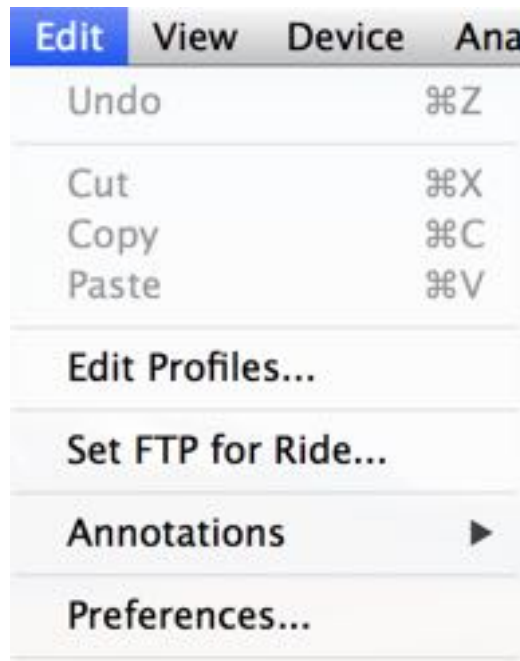 Edit View Device Ana
Undo ⌘Z
Cut ⌘X
Copy ⌘C
Paste ⌘V
Edit Profiles...
Set FTP for Ride...
Annotations ▶
Preferences...